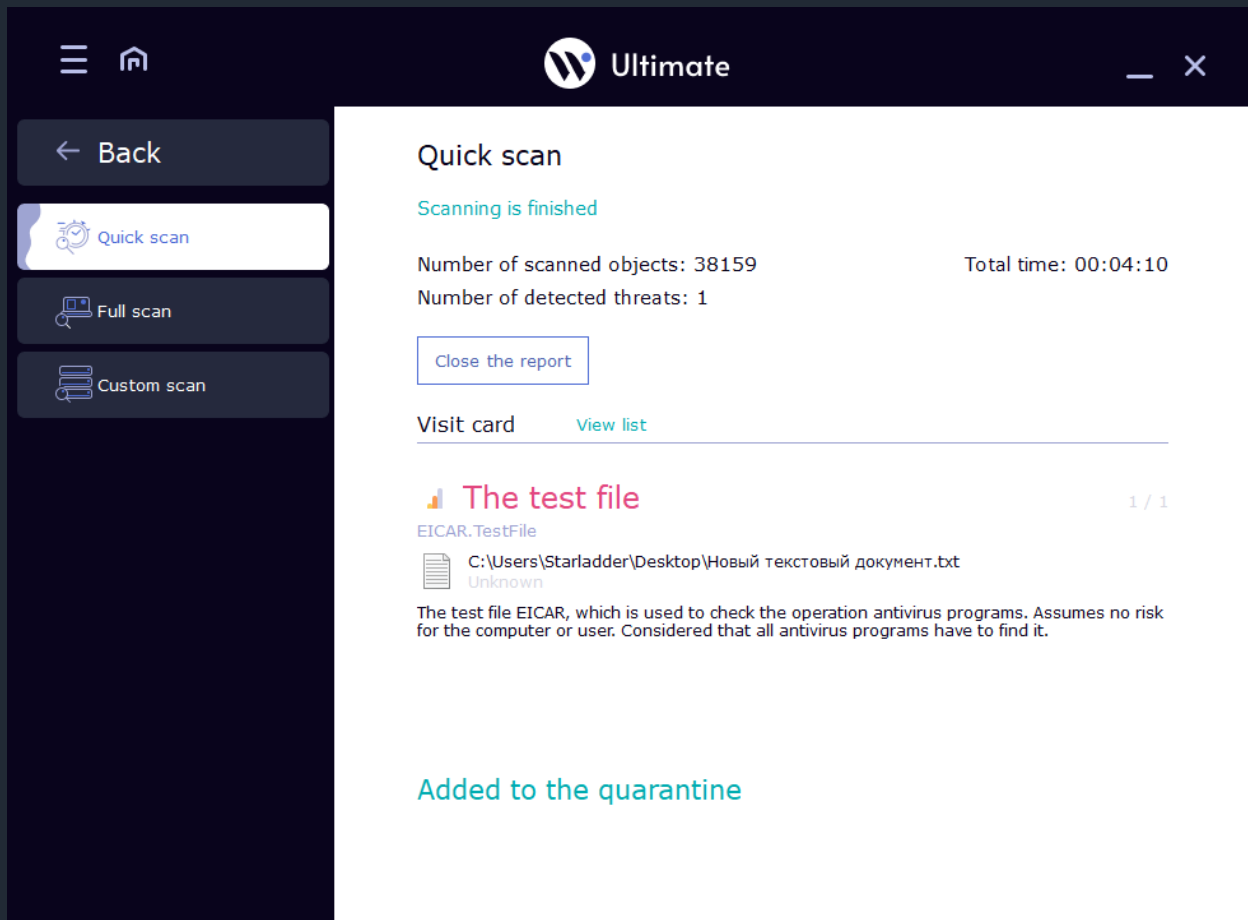 Ultimate
Back
Quick scan
Full scan
Custom scan
Quick scan
Scanning is finished
Number of scanned objects: 38159
Total time: 00:04:10
Number of detected threats: 1
Close the report
Visit card
View list
The test file
1 / 1
EICAR.TestFile
C:\Users\Starladder\Desktop\Новый текстовый документ.txt
Unknown
The test file EICAR, which is used to check the operation antivirus programs. Assumes no risk
for the computer or user. Considered that all antivirus programs have to find it.
Added to the quarantine